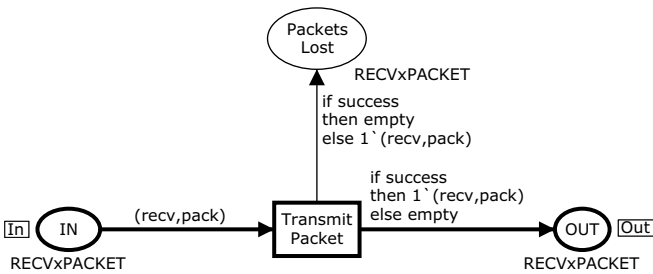 Packets
Lost
RECVxPACKET
if success
then empty
else 1`(recv,pack)
if success
then 1`(recv,pack)
else empty
(recv,pack)
In
IN
Transmit
Packet
OUT
Out
RECVxPACKET
RECVxPACKET